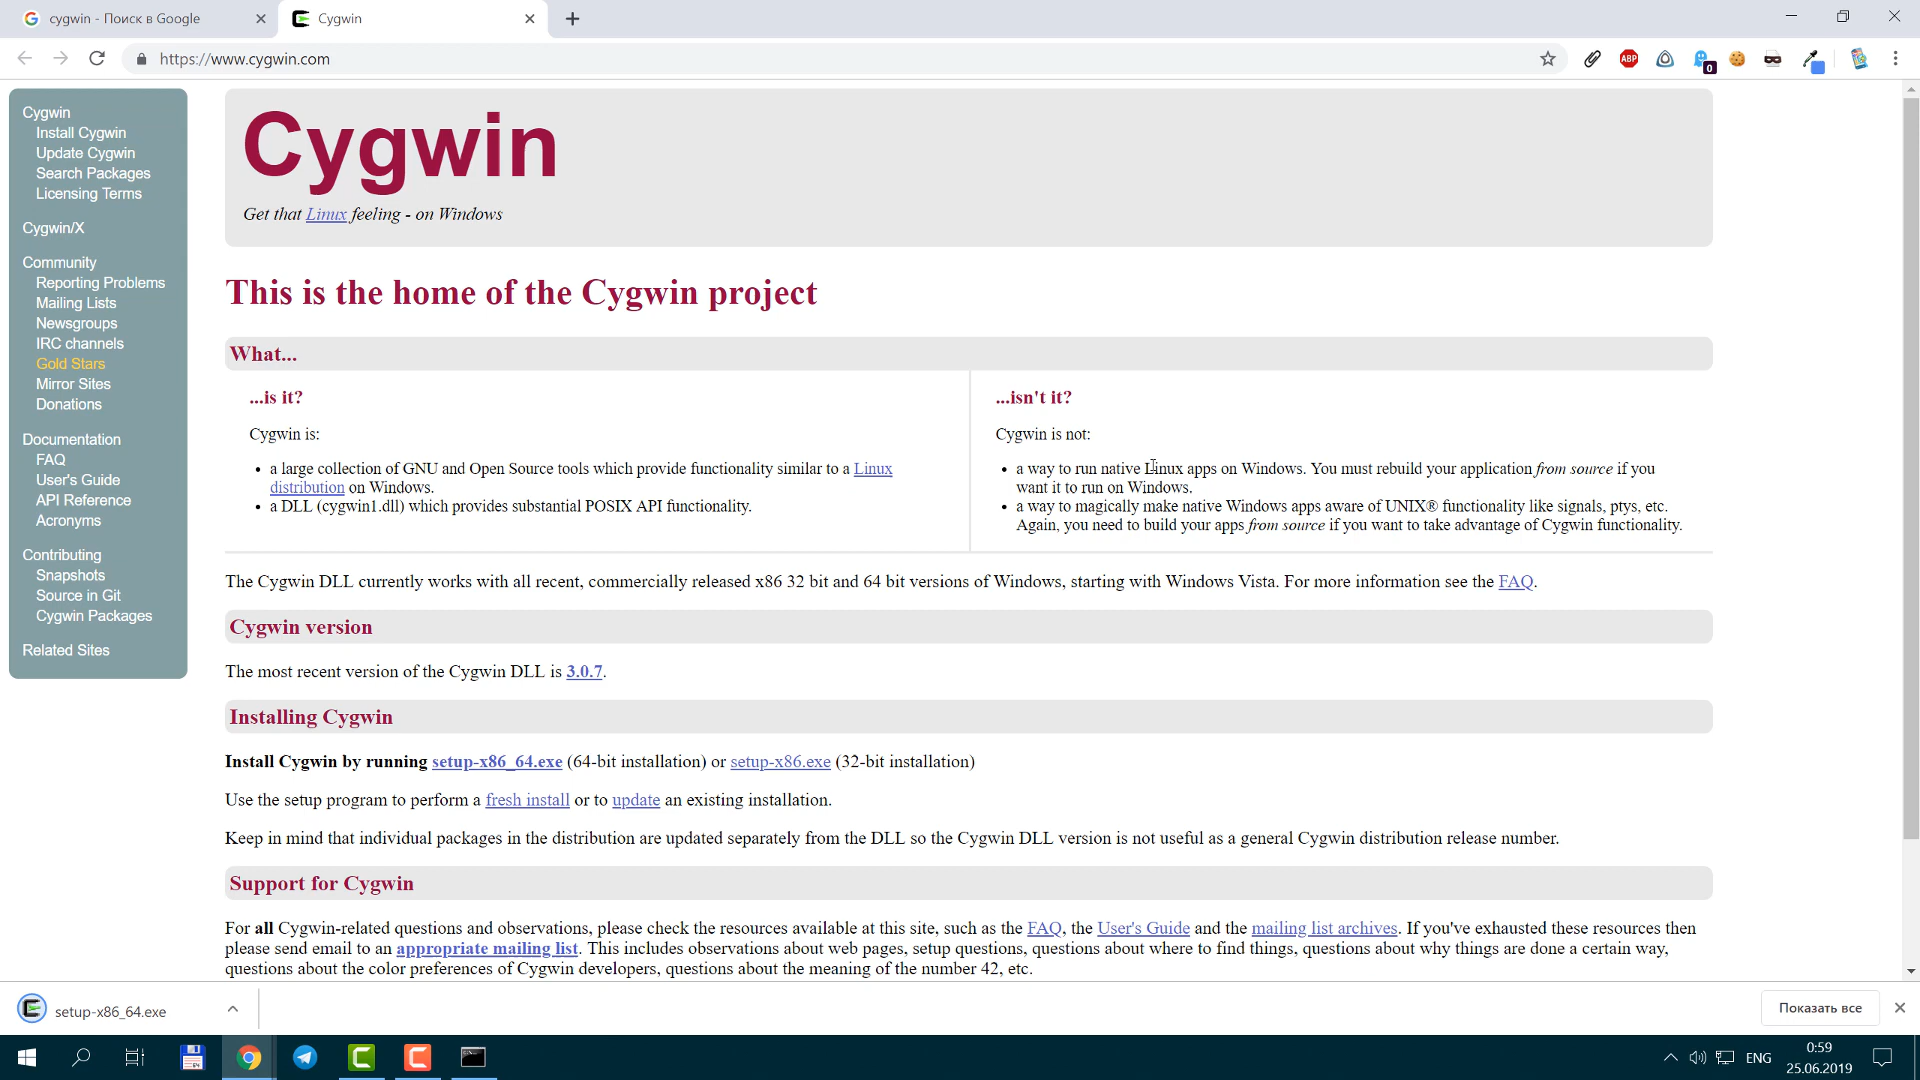 cygwin - Поиск в Google
Cygwin
https://www.cygwin.com
ABP
0
Cygwin
Install Cygwin
Update Cygwin
Search Packages
Licensing Terms
Cygwin/X
Community
Reporting Problems
Mailing Lists
Newsgroups
IRC channels
Gold Stars
Mirror Sites
Donations
Documentation
FAQ
User's Guide
API Reference
Acronyms
Contributing
Snapshots
Source in Git
Cygwin Packages
Related Sites
Cygwin
Get that Linux feeling - on Windows
This is the home of the Cygwin project
What...
...is it?
Cygwin is:
• a large collection of GNU and Open Source tools which provide functionality similar to a Linux
distribution on Windows.
• a DLL (cygwin1.dll) which provides substantial POSIX API functionality.
...isn't it?
Cygwin is not:
• a way to run native Linux apps on Windows. You must rebuild your application from source if you
want it to run on Windows.
• a way to magically make native Windows apps aware of UNIX® functionality like signals, ptys, etc.
Again, you need to build your apps from source if you want to take advantage of Cygwin functionality.
The Cygwin DLL currently works with all recent, commercially released x86 32 bit and 64 bit versions of Windows, starting with Windows Vista. For more information see the FAQ.
Cygwin version
The most recent version of the Cygwin DLL is 3.0.7.
Installing Cygwin
Install Cygwin by running setup-x86_64.exe (64-bit installation) or setup-x86.exe (32-bit installation)
Use the setup program to perform a fresh install or to update an existing installation.
Keep in mind that individual packages in the distribution are updated separately from the DLL so the Cygwin DLL version is not useful as a general Cygwin distribution release number.
Support for Cygwin
For all Cygwin-related questions and observations, please check the resources available at this site, such as the FAQ, the User's Guide and the mailing list archives. If you've exhausted these resources then
please send email to an appropriate mailing list. This includes observations about web pages, setup questions, questions about where to find things, questions about why things are done a certain way,
questions about the color preferences of Cygwin developers, questions about the meaning of the number 42, etc.
setup-x86_64.exe
Показать все
ENG
0:59
25.06.2019